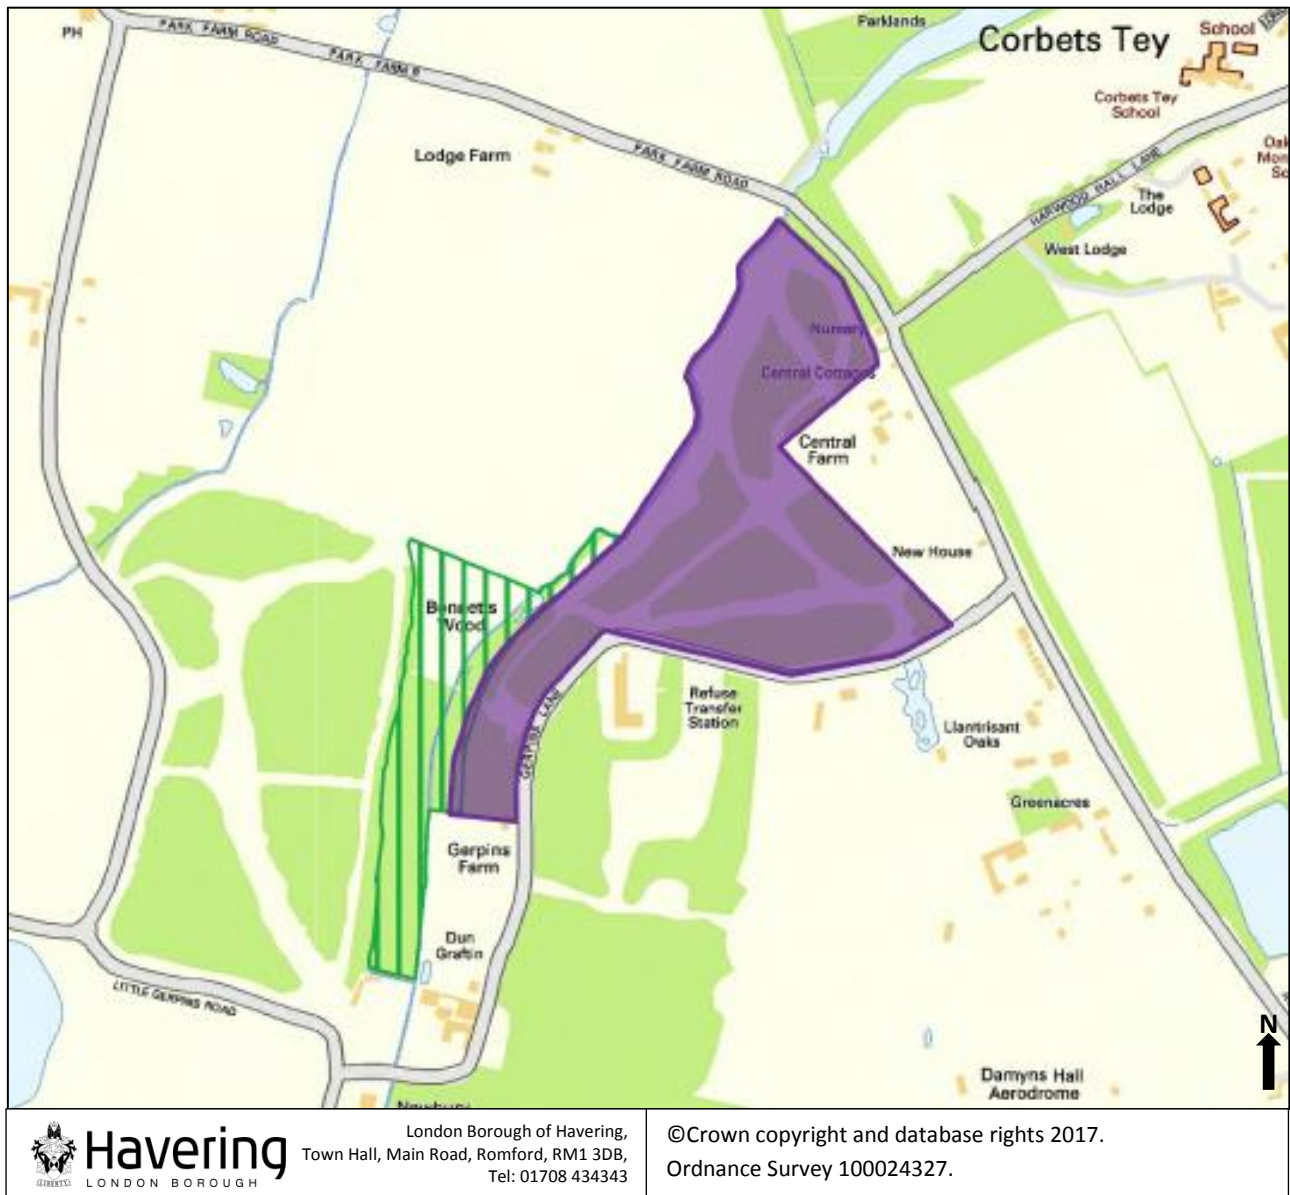 PH
PARK FARM ROAD
PARK FARM R
Parklands
Corbets Tey
School
Corbets Tey
School
Lodge Farm
PARK FARM ROAD
HARWOOD HALL LANE
The
Lodge
West Lodge
Nursery
Central Cottages
Central
Farm
New House
Bonnetts
Wood
GERPINS LANE
Refuse
Transfer
Station
Llantrisant
Oaks
Greenacres
Gerpins
Farm
Dun
Graftin
LITTLE GERPINS ROAD
N
Damyns Hall
Aerodrome
Havering
LONDON BOROUGH
LIBERTY
London Borough of Havering,
Town Hall, Main Road, Romford, RM1 3DB,
Tel: 01708 434343
©Crown copyright and database rights 2017.
Ordnance Survey 100024327.